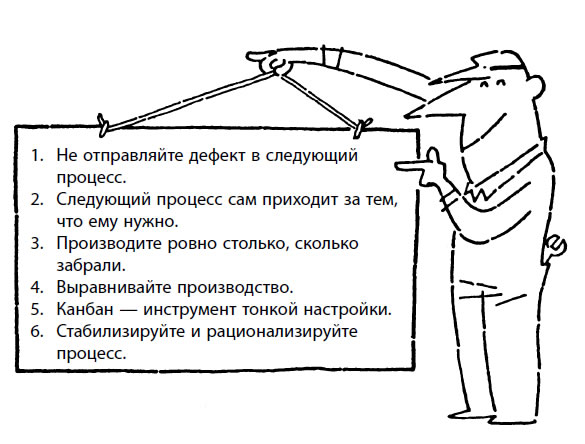 1. Не отправляйте дефект в следующий
процесс.
2. Следующий процесс сам приходит за тем,
что ему нужно.
3. Производите ровно столько, сколько
забрали.
4. Выравнивайте производство.
5. Канбан — инструмент тонкой настройки.
6. Стабилизируйте и рационализируйте
процесс.